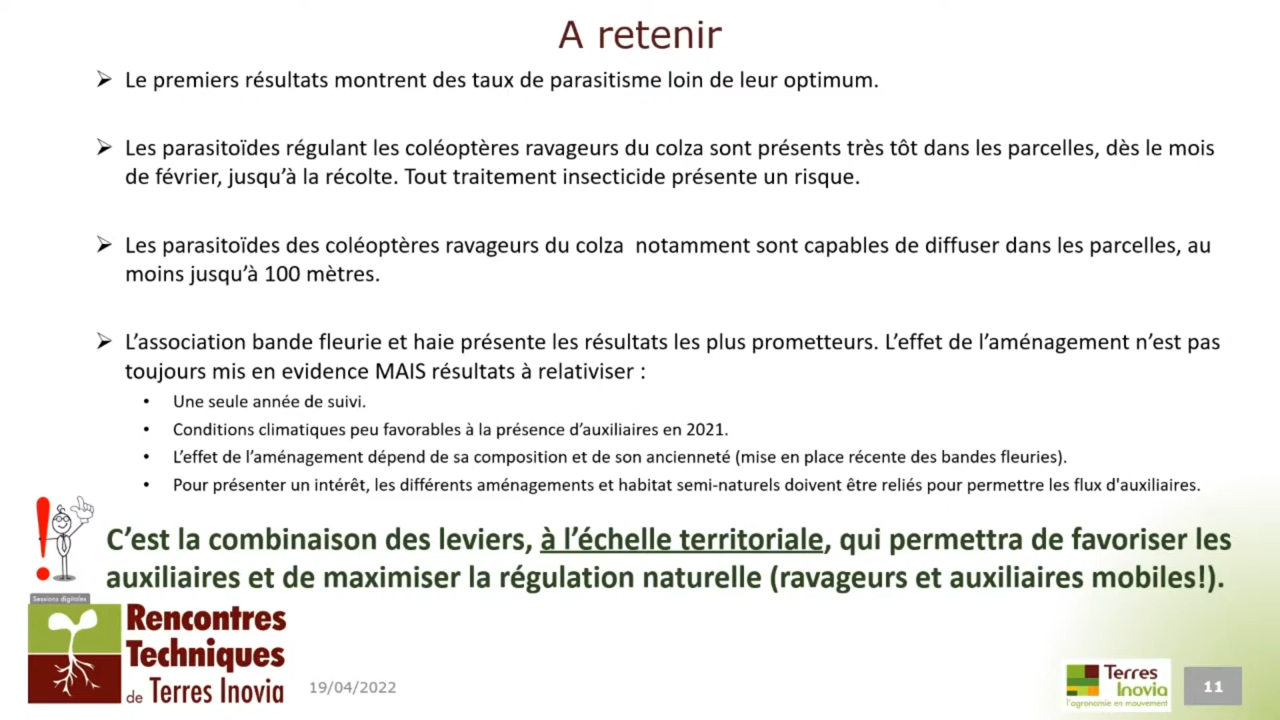 A retenir
Le premiers résultats montrent des taux de parasitisme loin de leur optimum.
Les parasitoïdes régulant les coléoptères ravageurs du colza sont présents très tôt dans les parcelles, dès le mois
de février, jusqu’à la récolte. Tout traitement insecticide présente un risque.
Les parasitoïdes des coléoptères ravageurs du colza notamment sont capables de diffuser dans les parcelles, au
moins jusqu’à 100 mètres.
L’association bande fleurie et haie présente les résultats les plus prometteurs. L’effet de l’aménagement n’est pas
toujours mis en evidence MAIS résultats à relativiser :
• Une seule année de suivi.
• Conditions climatiques peu favorables à la présence d’auxiliaires en 2021.
• L’effet de l’aménagement dépend de sa composition et de son ancienneté (mise en place récente des bandes fleuries).
• Pour présenter un intérêt, les différents aménagements et habitat semi-naturels doivent être reliés pour permettre les flux d'auxiliaires.
C’est la combinaison des leviers, à l’échelle territoriale, qui permettra de favoriser les
auxiliaires et de maximiser la régulation naturelle (ravageurs et auxiliaires mobiles!).
Sessions digitales
Rencontres
Techniques
de Terres Inovia
19/04/2022
Terres
Inovia
l'agronomie en mouvement
11